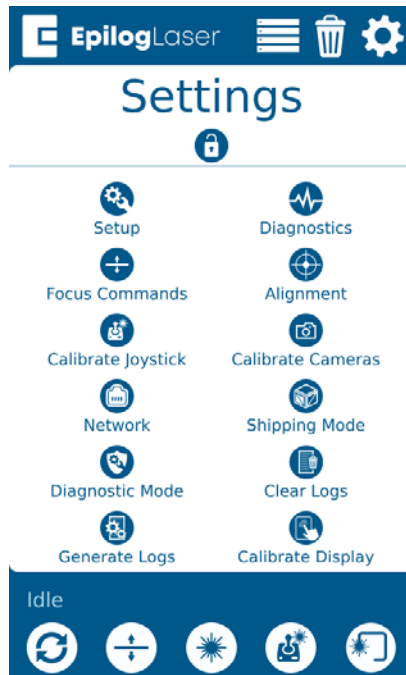 EpilogLaser
Settings
Setup
Diagnostics
Focus Commands
Alignment
Calibrate Joystick
Calibrate Cameras
Network
Shipping Mode
Diagnostic Mode
Clear Logs
Generate Logs
Calibrate Display
Idle